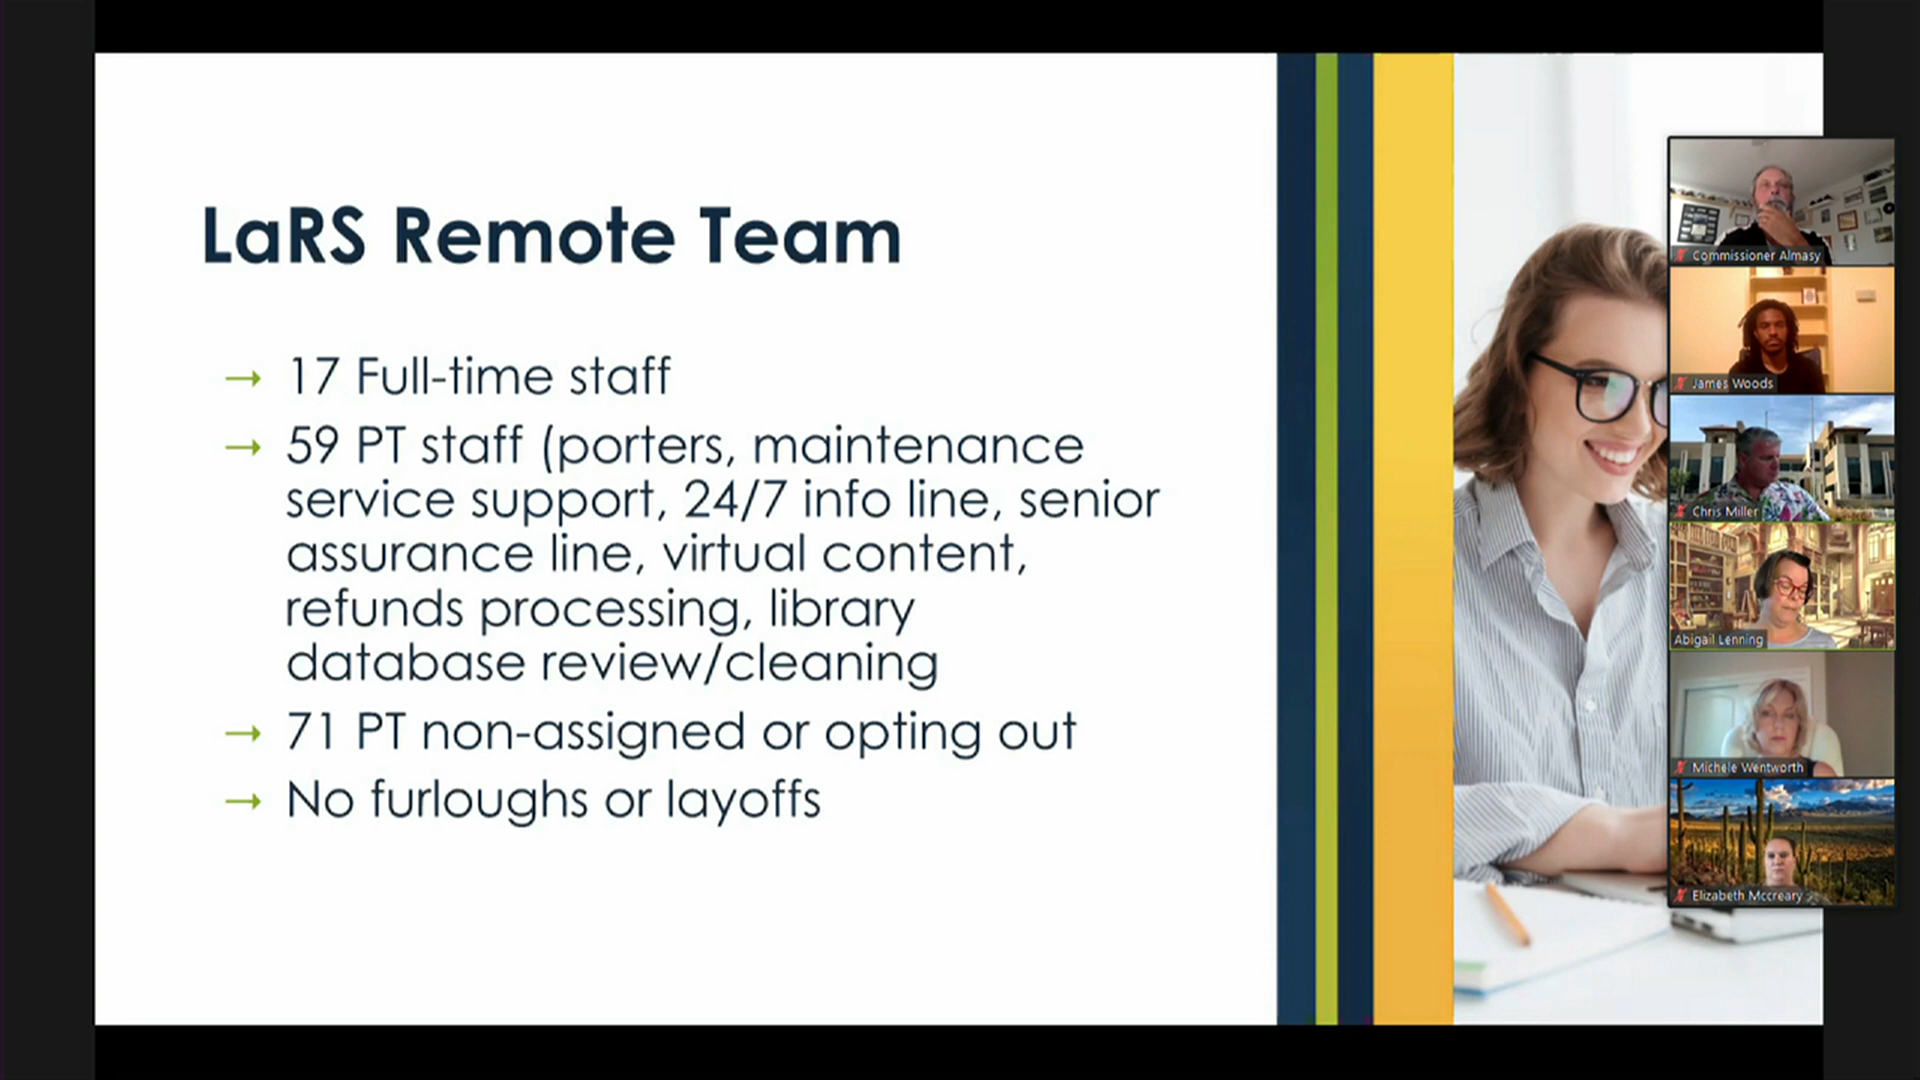 LaRS Remote Team
→ 17 Full-time staff
→ 59 PT staff (porters, maintenance
service support, 24/7 info line, senior
assurance line, virtual content,
refunds processing, library
database review/cleaning
→ 71 PT non-assigned or opting out
→ No furloughs or layoffs
Commissioner Almasy
James Woods
Chris Miller
Abigail Lenning
Michele Wentworth
Elizabeth Mccreary